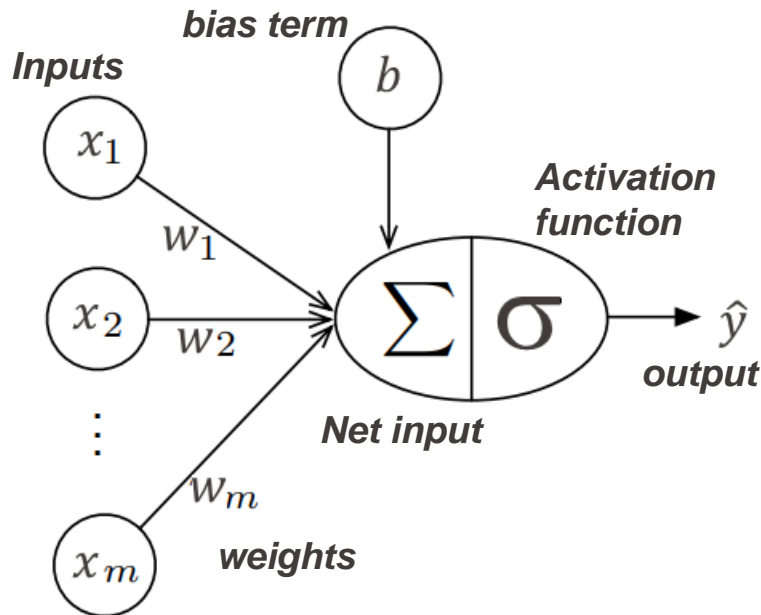 bias term
Inputs
b
x₁
Activation
function
w₁
x₂
w₂
∑
σ
ŷ
output
⋮
Net input
wₘ
xₘ
weights